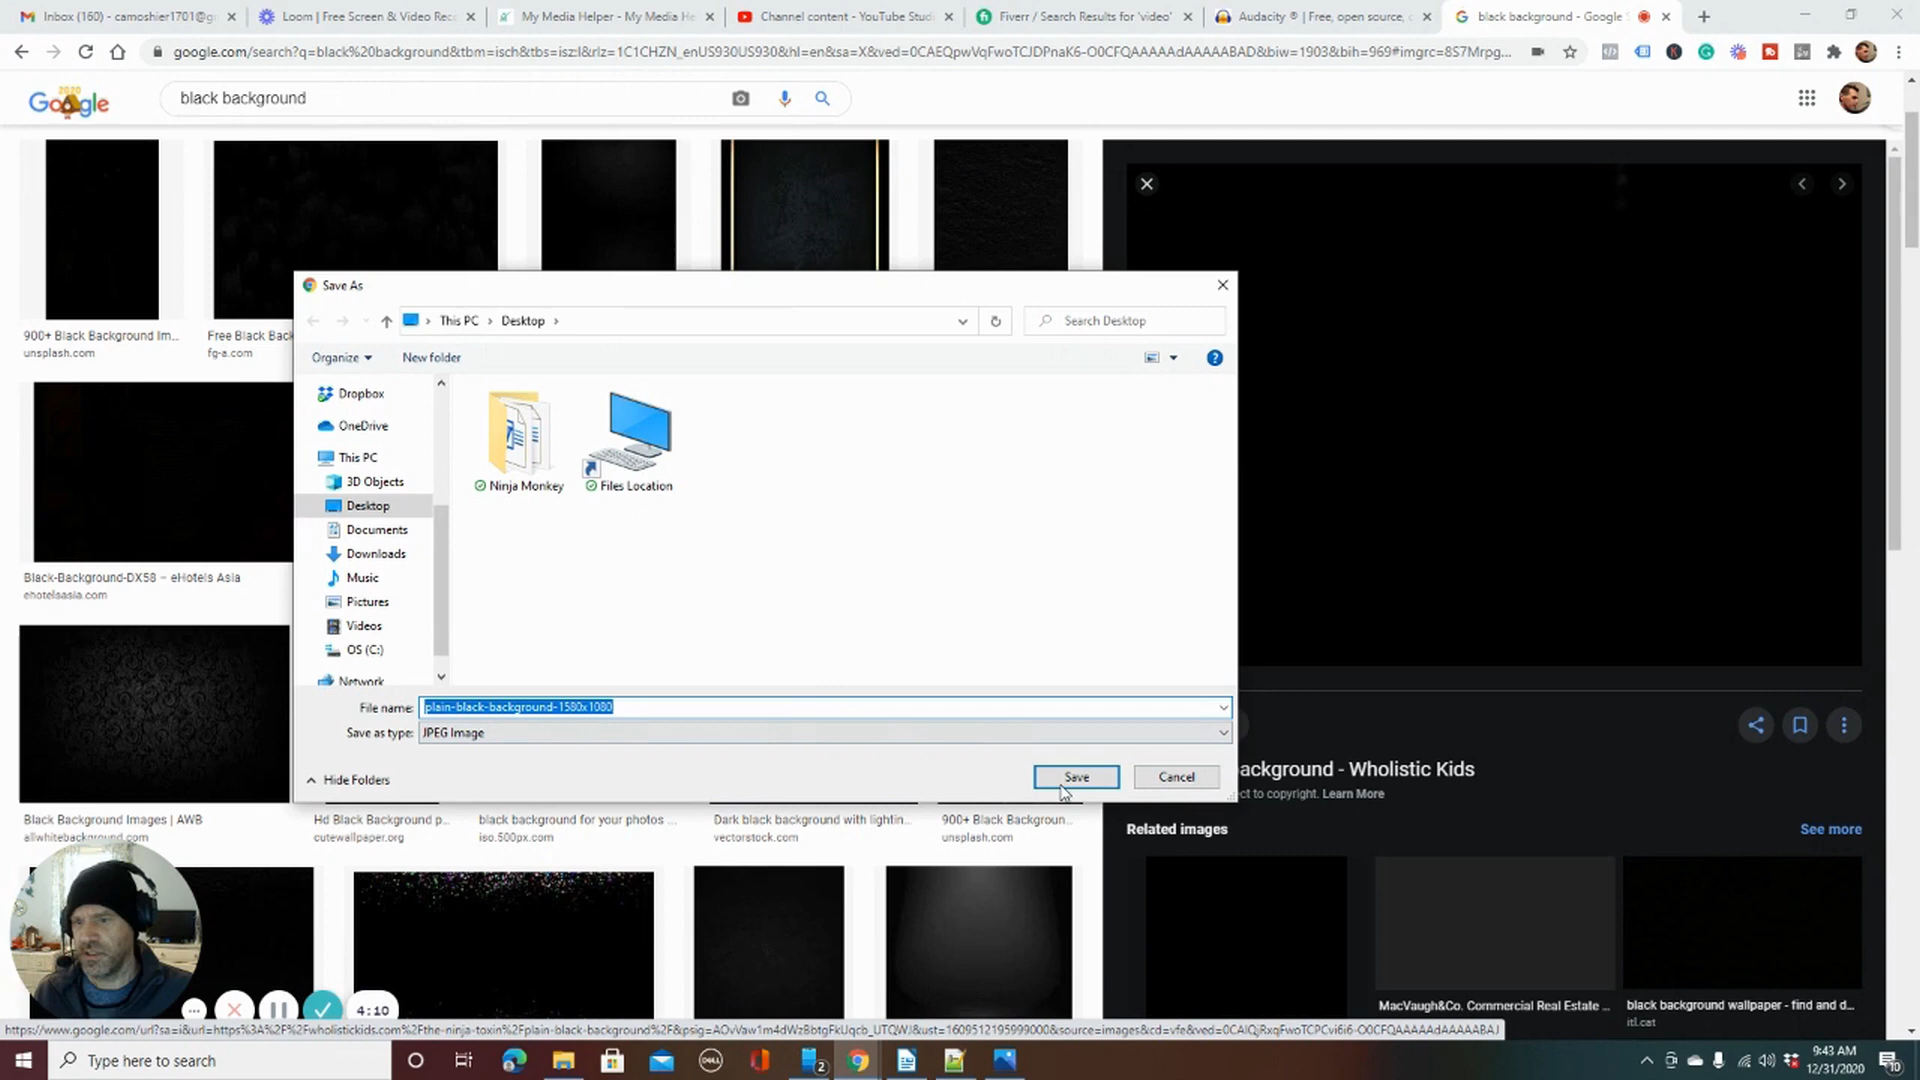 Inbox (160) - camoshier1701@g
Loom | Free Screen & Video Rec
My Media Helper - My Media He
Channel content - YouTube Studi
Fiverr / Search Results for 'video'
Audacity ® | Free, open source, c
black background - Google S
google.com/search?q=black%20background&tbm=isch&tbs=isz:l&rlz=1C1CHZN_enUS930US930&hl=en&sa=X&ved=0CAEQpwVqFwoTCJDPnaK6-O0CFQAAAAAdAAAAABAD&biw=1903&bih=969#imgrc=8S7Mrpg...
2020
Google
black background
900+ Black Background Im...
unsplash.com
Free Black Back
fg-a.com
Save As
This PC
Desktop
Search Desktop
Organize
New folder
Dropbox
OneDrive
This PC
3D Objects
Desktop
Documents
Downloads
Music
Pictures
Videos
OS (C:)
Network
Ninja Monkey
Files Location
File name:
plain-black-background-1580x1080
Save as type:
JPEG Image
Hide Folders
Save
Cancel
Black-Background-DX58 – eHotels Asia
ehotelsasia.com
ackground - Wholistic Kids
ect to copyright. Learn More
Black Background Images | AWB
allwhitebackground.com
Hd Black Background p...
cutewallpaper.org
black background for your photos ...
iso.500px.com
Dark black background with lightin...
vectorstock.com
900+ Black Backgroun...
unsplash.com
Related images
See more
MacVaugh&Co. Commercial Real Estate ...
black background wallpaper - find and d...
itl.cat
4:10
Type here to search
DELL
2
9:43 AM
12/31/2020
10